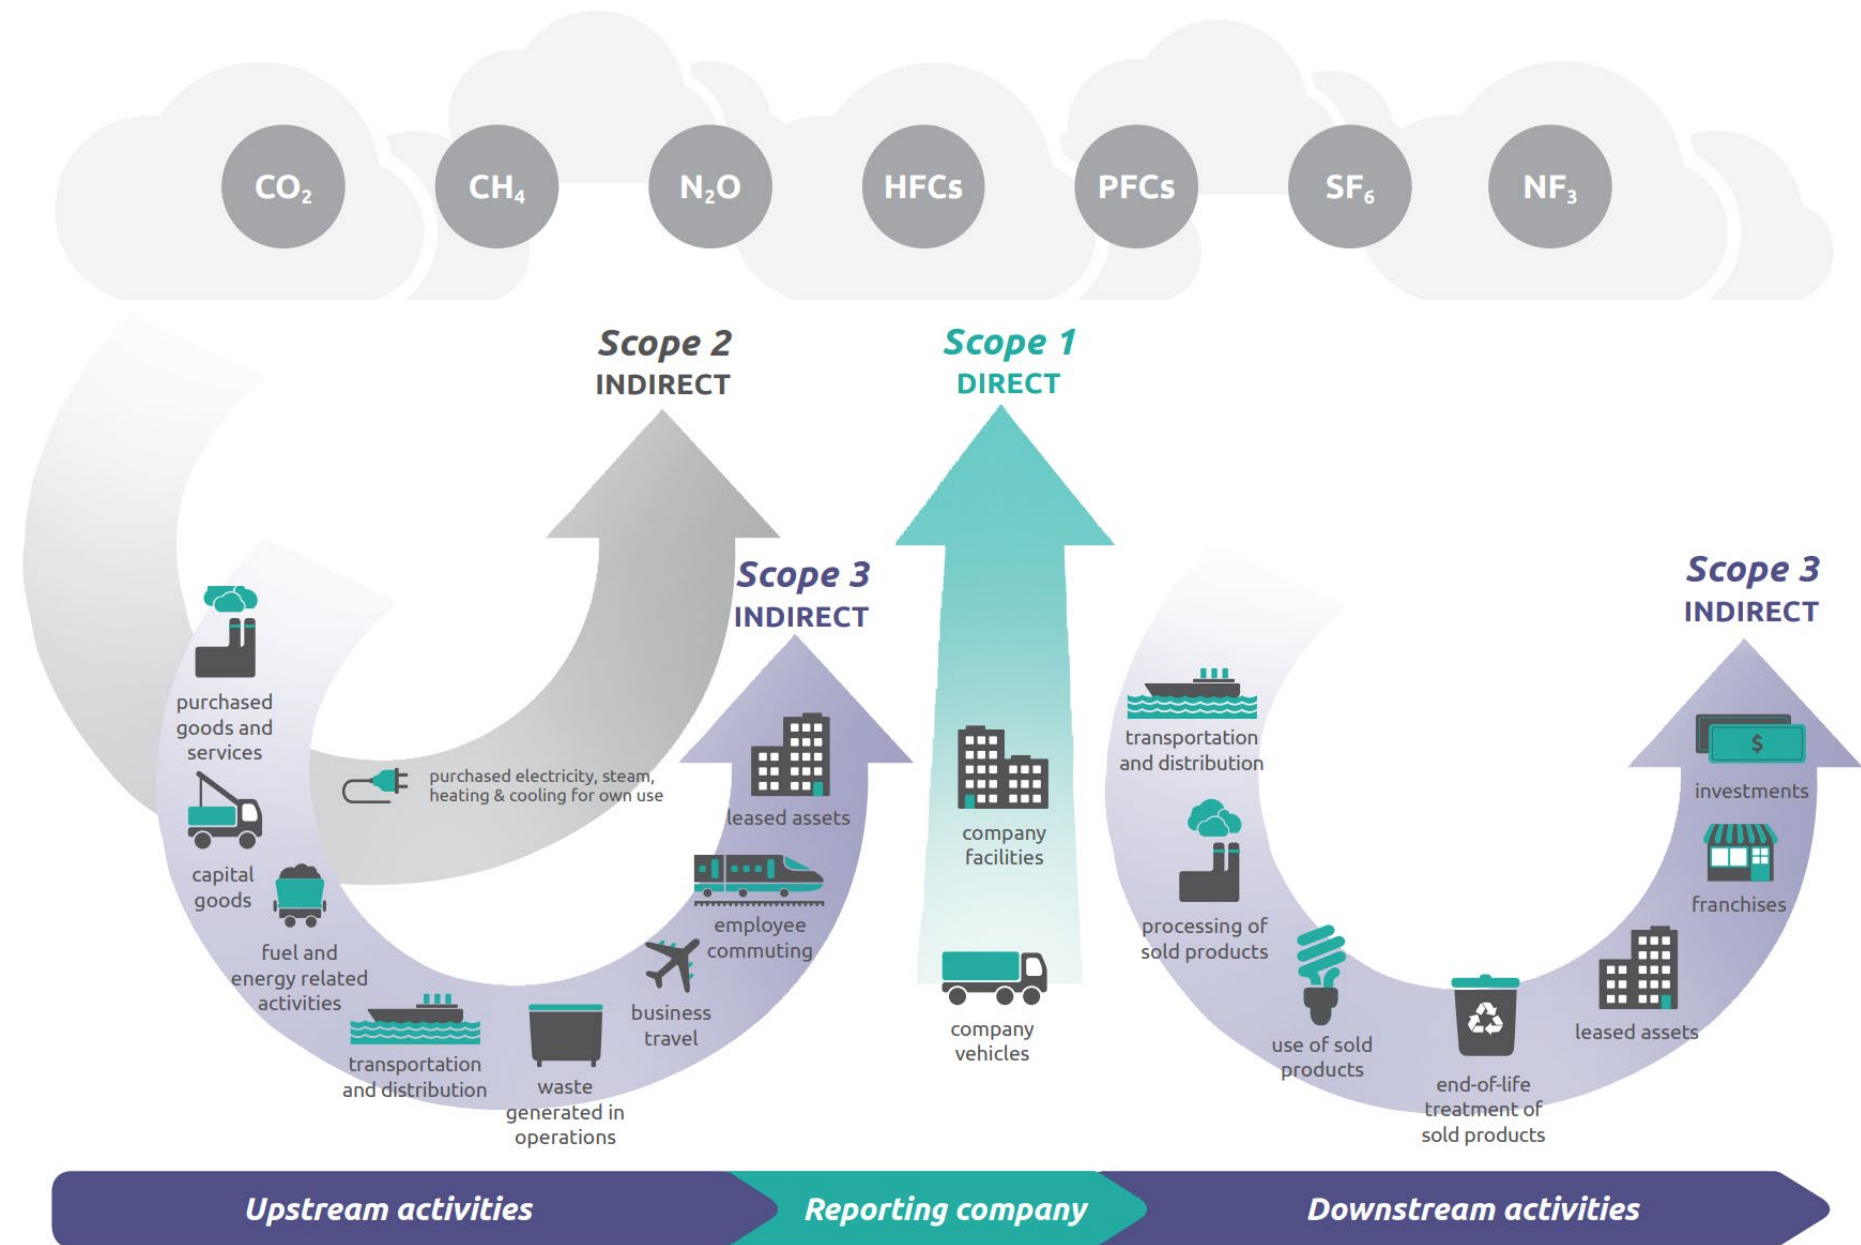 CO₂
CH₄
N₂O
HFCs
PFCs
SF₆
NF₃
Scope 2
INDIRECT
Scope 1
DIRECT
Scope 3
INDIRECT
Scope 3
INDIRECT
purchased
goods and
services
capital
goods
fuel and
energy related
activities
purchased electricity, steam,
heating & cooling for own use
transportation
and distribution
waste
generated in
operations
business
travel
employee
commuting
leased assets
company
facilities
company
vehicles
transportation
and distribution
processing of
sold products
use of sold
products
end-of-life
treatment of
sold products
leased assets
franchises
$
investments
Upstream activities
Reporting company
Downstream activities